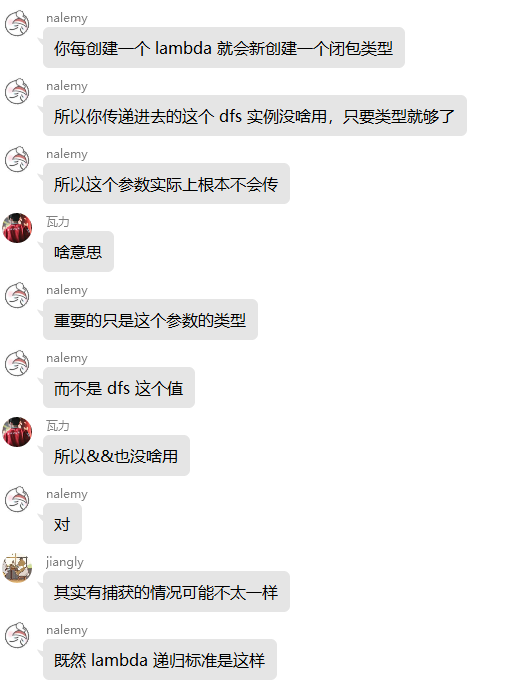 nalemy
你每创建一个 lambda 就会新创建一个闭包类型
nalemy
所以你传递进去的这个 dfs 实例没啥用，只要类型就够了
nalemy
所以这个参数实际上根本不会传
瓦力
啥意思
nalemy
重要的只是这个参数的类型
nalemy
而不是 dfs 这个值
瓦力
所以&&也没啥用
nalemy
对
jiangly
其实有捕获的情况可能不太一样
nalemy
既然 lambda 递归标准是这样